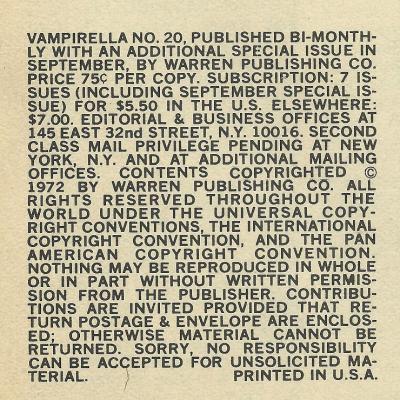 VAMPIRELLA NO. 20, PUBLISHED BI-MONTH-
LY WITH AN ADDITIONAL SPECIAL ISSUE IN
SEPTEMBER, BY WARREN PUBLISHING CO.
PRICE 75¢ PER COPY. SUBSCRIPTION: 7 IS-
SUES (INCLUDING SEPTEMBER SPECIAL IS-
SUE) FOR $5.50 IN THE U.S. ELSEWHERE:
$7.00. EDITORIAL & BUSINESS OFFICES AT
145 EAST 32nd STREET, N.Y. 10016. SECOND
CLASS MAIL PRIVILEGE PENDING AT NEW
YORK, N.Y. AND AT ADDITIONAL MAILING
OFFICES. CONTENTS COPYRIGHTED ©
1972 BY WARREN PUBLISHING CO. ALL
RIGHTS RESERVED THROUGHOUT THE
WORLD UNDER THE UNIVERSAL COPY-
RIGHT CONVENTIONS, THE INTERNATIONAL
COPYRIGHT CONVENTION, AND THE PAN
AMERICAN COPYRIGHT CONVENTION.
NOTHING MAY BE REPRODUCED IN WHOLE
OR IN PART WITHOUT WRITTEN PERMIS-
SION FROM THE PUBLISHER. CONTRIBU-
TIONS ARE INVITED PROVIDED THAT RE-
TURN POSTAGE & ENVELOPE ARE ENCLOS-
ED; OTHERWISE MATERIAL CANNOT BE
RETURNED. SORRY, NO RESPONSIBILITY
CAN BE ACCEPTED FOR UNSOLICITED MA-
TERIAL. PRINTED IN U.S.A.